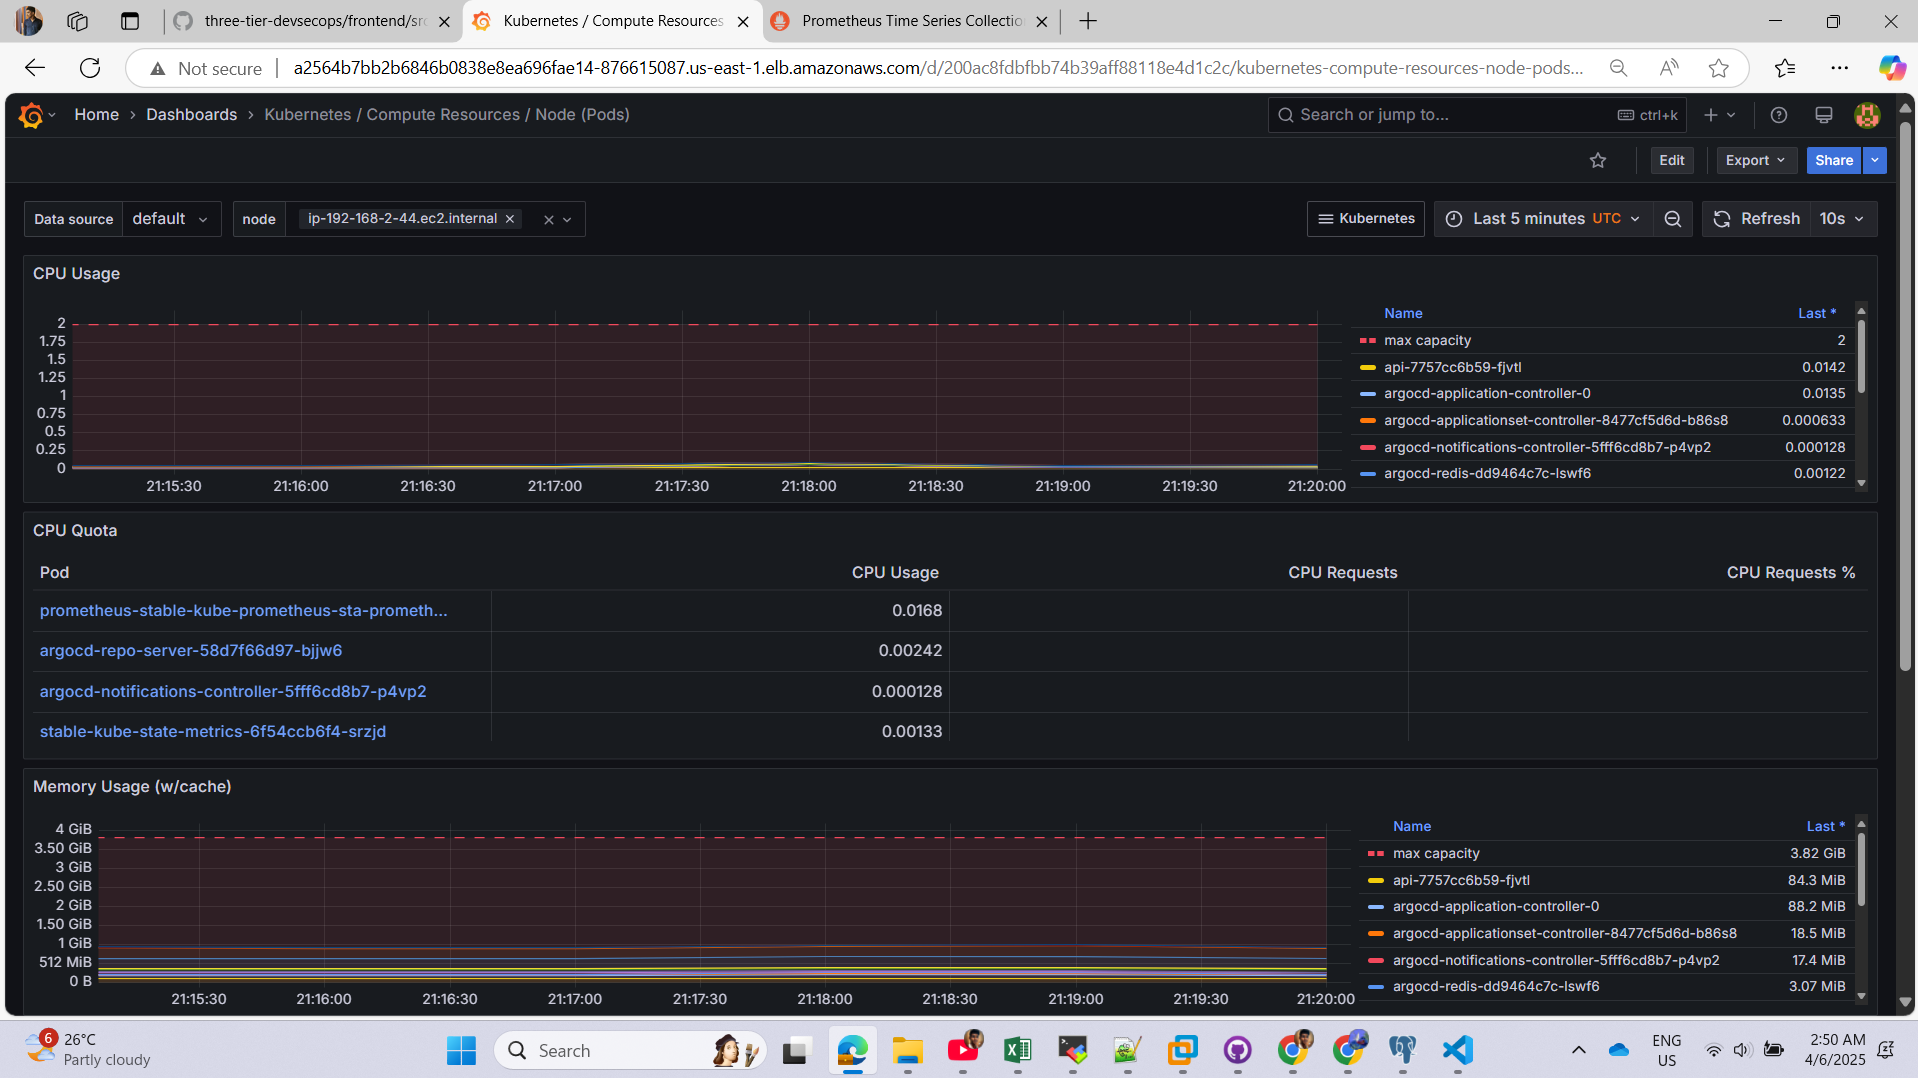 three-tier-devsecops/frontend/src
Kubernetes / Compute Resources
Prometheus Time Series Collectio
Not secure
a2564b7bb2b6846b0838e8ea696fae14-876615087.us-east-1.elb.amazonaws.com/d/200ac8fdbfbb74b39aff88118e4d1c2c/kubernetes-compute-resources-node-pods...
Home > Dashboards > Kubernetes / Compute Resources / Node (Pods)
Search or jump to... ctrl+k
Edit Export Share
Data source default node ip-192-168-2-44.ec2.internal
Kubernetes Last 5 minutes UTC Refresh 10s
CPU Usage
2
1.75
1.5
1.25
1
0.75
0.5
0.25
0
21:15:30 21:16:00 21:16:30 21:17:00 21:17:30 21:18:00 21:18:30 21:19:00 21:19:30 21:20:00
Name Last *
max capacity 2
api-7757cc6b59-fjvtl 0.0142
argocd-application-controller-0 0.0135
argocd-applicationset-controller-8477cf5d6d-b86s8 0.000633
argocd-notifications-controller-5fff6cd8b7-p4vp2 0.000128
argocd-redis-dd9464c7c-lswf6 0.00122
CPU Quota
Pod CPU Usage CPU Requests CPU Requests %
prometheus-stable-kube-prometheus-sta-prometh... 0.0168
argocd-repo-server-58d7f66d97-bjjw6 0.00242
argocd-notifications-controller-5fff6cd8b7-p4vp2 0.000128
stable-kube-state-metrics-6f54ccb6f4-srzjd 0.00133
Memory Usage (w/cache)
4 GiB
3.50 GiB
3 GiB
2.50 GiB
2 GiB
1.50 GiB
1 GiB
512 MiB
0 B
21:15:30 21:16:00 21:16:30 21:17:00 21:17:30 21:18:00 21:18:30 21:19:00 21:19:30 21:20:00
Name Last *
max capacity 3.82 GiB
api-7757cc6b59-fjvtl 84.3 MiB
argocd-application-controller-0 88.2 MiB
argocd-applicationset-controller-8477cf5d6d-b86s8 18.5 MiB
argocd-notifications-controller-5fff6cd8b7-p4vp2 17.4 MiB
argocd-redis-dd9464c7c-lswf6 3.07 MiB
6
26°C
Partly cloudy
Search
ENG
US
2:50 AM
4/6/2025